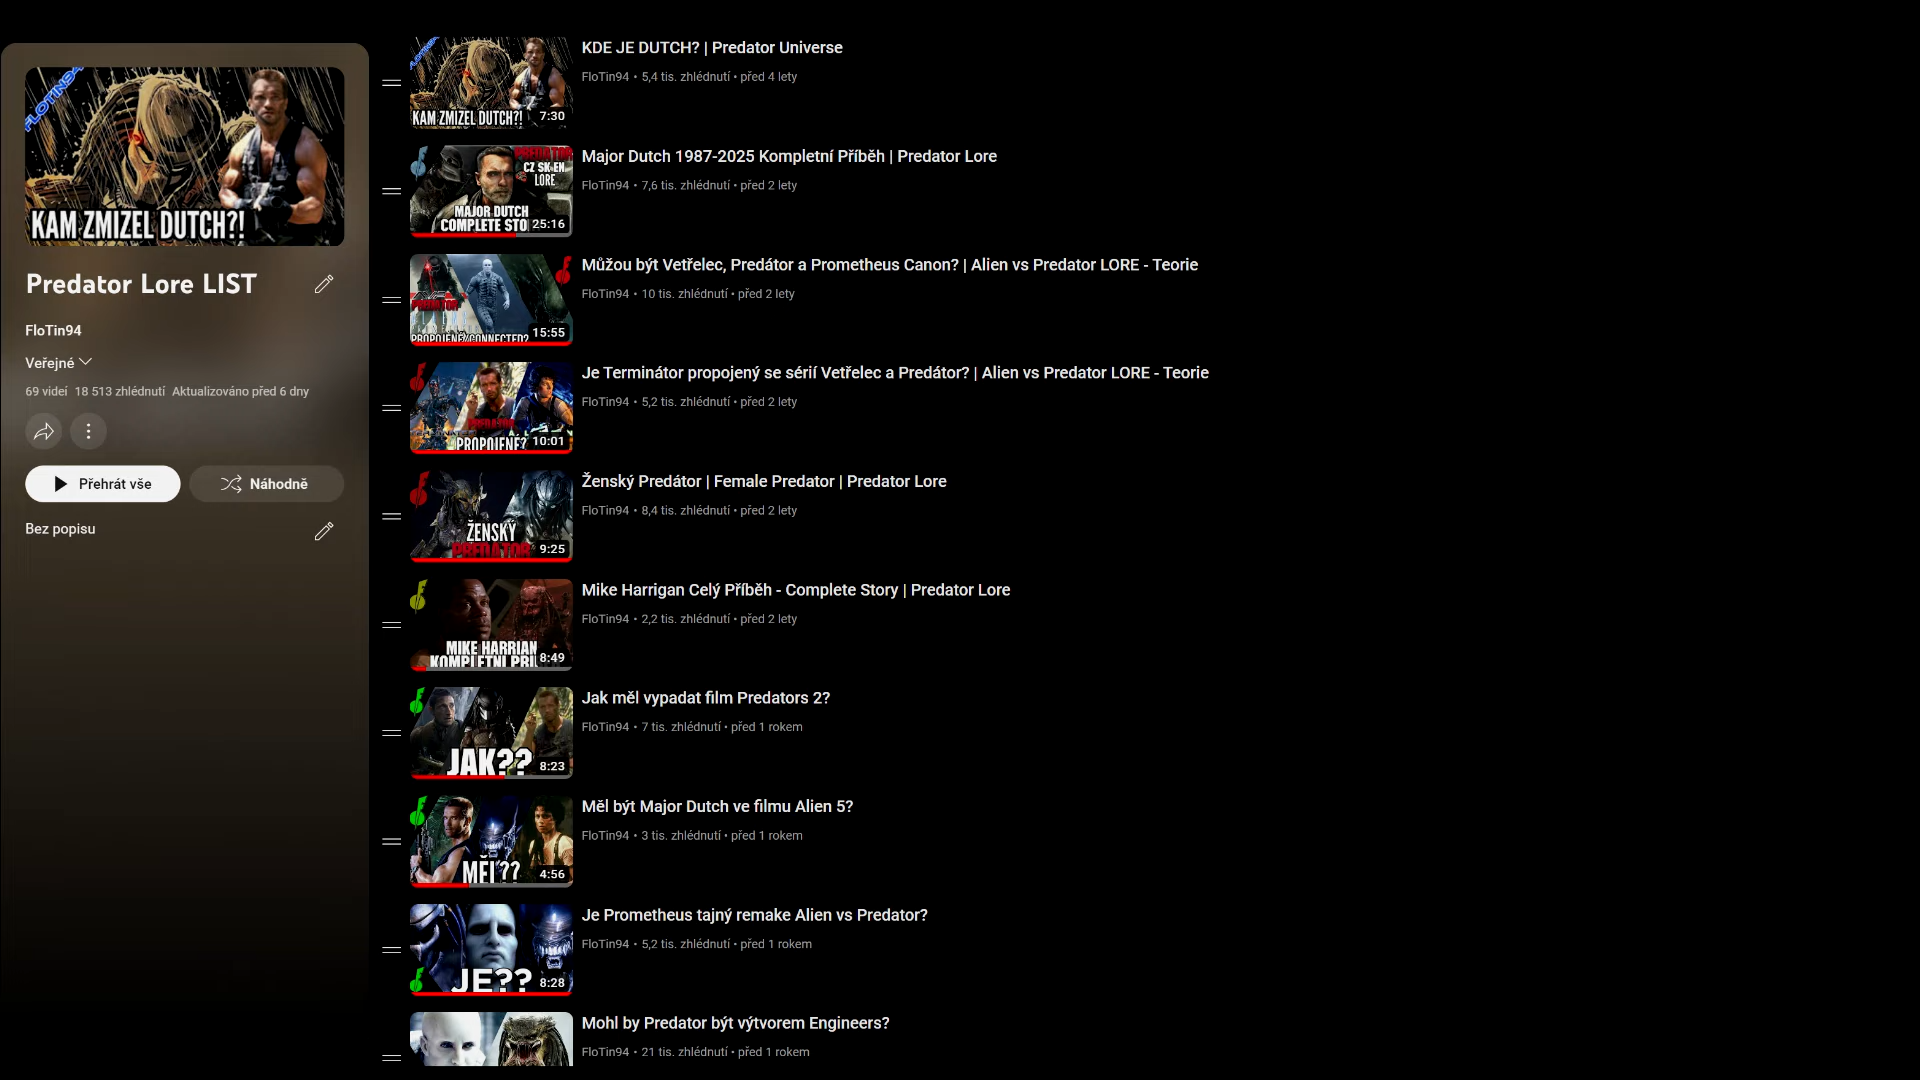 FLOTIN94
KAM ZMIZEL DUTCH?!
Predator Lore LIST
FloTin94
Veřejné
69 videí 18 513 zhlédnutí Aktualizováno před 6 dny
Přehrát vše
Náhodně
Bez popisu
KAM ZMIZEL DUTCH?!
7:30
KDE JE DUTCH? | Predator Universe
FloTin94 • 5,4 tis. zhlédnutí • před 4 lety
PREDATOR
CZ SK EN
LORE
MAJOR DUTCH
COMPLETE STO
25:16
Major Dutch 1987-2025 Kompletní Příběh | Predator Lore
FloTin94 • 7,6 tis. zhlédnutí • před 2 lety
PREDATOR
PROPOJENÉ/CONNECTED?
15:55
Můžou být Vetřelec, Predátor a Prometheus Canon? | Alien vs Predator LORE - Teorie
FloTin94 • 10 tis. zhlédnutí • před 2 lety
PREDATOR
PROPOJENÉ?
10:01
Je Terminátor propojený se sérií Vetřelec a Predátor? | Alien vs Predator LORE - Teorie
FloTin94 • 5,2 tis. zhlédnutí • před 2 lety
ŽENSKÝ
PREDATOR
9:25
Ženský Predátor | Female Predator | Predator Lore
FloTin94 • 8,4 tis. zhlédnutí • před 2 lety
MIKE HARRIAN
KOMPLETNI PRI
8:49
Mike Harrigan Celý Příběh - Complete Story | Predator Lore
FloTin94 • 2,2 tis. zhlédnutí • před 2 lety
JAK??
8:23
Jak měl vypadat film Predators 2?
FloTin94 • 7 tis. zhlédnutí • před 1 rokem
MĚL??
4:56
Měl být Major Dutch ve filmu Alien 5?
FloTin94 • 3 tis. zhlédnutí • před 1 rokem
JE??
8:28
Je Prometheus tajný remake Alien vs Predator?
FloTin94 • 5,2 tis. zhlédnutí • před 1 rokem
Mohl by Predator být výtvorem Engineers?
FloTin94 • 21 tis. zhlédnutí • před 1 rokem